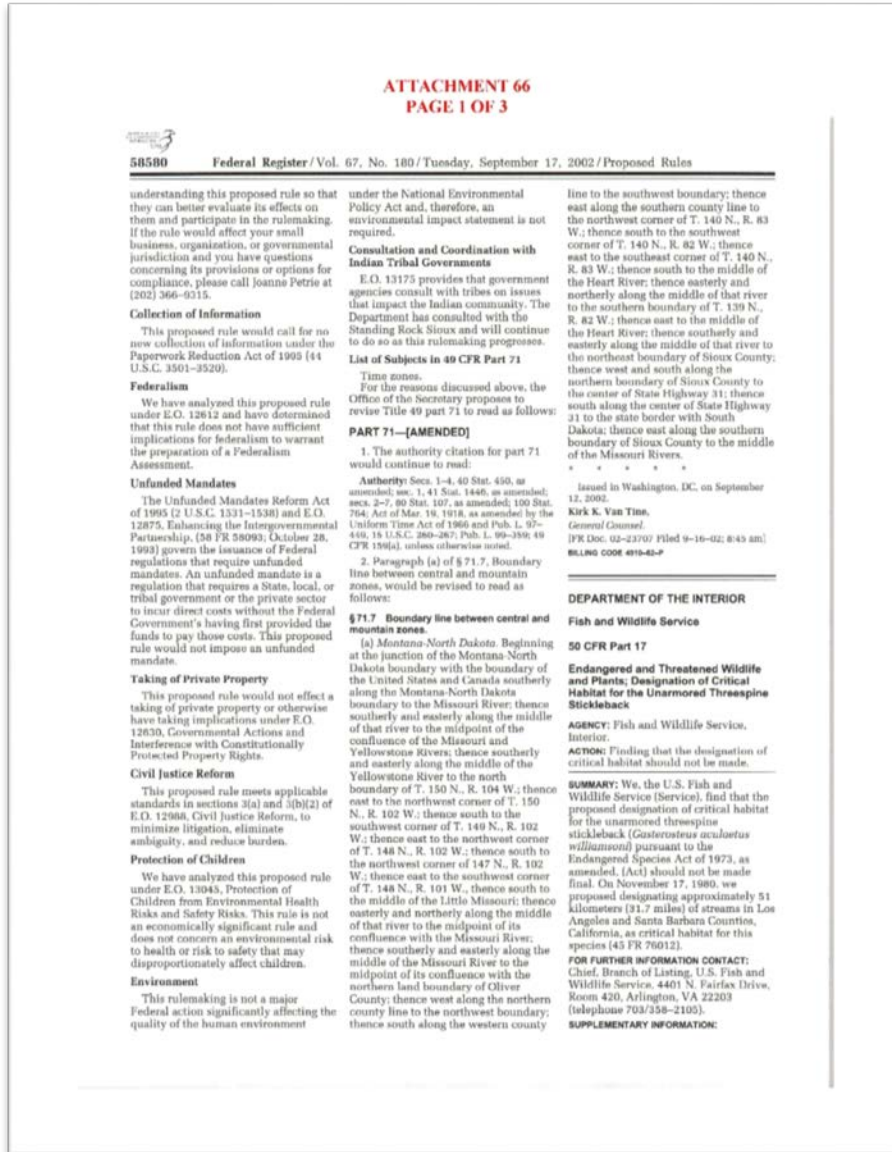 ATTACHMENT 66
PAGE 1 OF 3
58580 Federal Register / Vol. 67, No. 180 / Tuesday, September 17, 2002 / Proposed Rules
understanding this proposed rule so that
they can better evaluate its effects on
them and participate in the rulemaking.
If the rule would affect your small
business, organization, or governmental
jurisdiction and you have questions
concerning its provisions or options for
compliance, please call Joanne Petrie at
(202) 366–9315.
Collection of Information
This proposed rule would call for no
new collection of information under the
Paperwork Reduction Act of 1995 (44
U.S.C. 3501–3520).
Federalism
We have analyzed this proposed rule
under E.O. 12612 and have determined
that this rule does not have sufficient
implications for federalism to warrant
the preparation of a Federalism
Assessment.
Unfunded Mandates
The Unfunded Mandates Reform Act
of 1995 (2 U.S.C. 1531–1538) and E.O.
12875, Enhancing the Intergovernmental
Partnership, (58 FR 58093; October 28,
1993) govern the issuance of Federal
regulations that require unfunded
mandates. An unfunded mandate is a
regulation that requires a State, local, or
tribal government or the private sector
to incur direct costs without the Federal
Government's having first provided the
funds to pay those costs. This proposed
rule would not impose an unfunded
mandate.
Taking of Private Property
This proposed rule would not effect a
taking of private property or otherwise
have taking implications under E.O.
12630, Governmental Actions and
Interference with Constitutionally
Protected Property Rights.
Civil Justice Reform
This proposed rule meets applicable
standards in sections 3(a) and 3(b)(2) of
E.O. 12988, Civil Justice Reform, to
minimize litigation, eliminate
ambiguity, and reduce burden.
Protection of Children
We have analyzed this proposed rule
under E.O. 13045, Protection of
Children from Environmental Health
Risks and Safety Risks. This rule is not
an economically significant rule and
does not concern an environmental risk
to health or risk to safety that may
disproportionately affect children.
Environment
This rulemaking is not a major
Federal action significantly affecting the
quality of the human environment
under the National Environmental
Policy Act and, therefore, an
environmental impact statement is not
required.
Consultation and Coordination with
Indian Tribal Governments
E.O. 13175 provides that government
agencies consult with tribes on issues
that impact the Indian community. The
Department has consulted with the
Standing Rock Sioux and will continue
to do so as this rulemaking progresses.
List of Subjects in 49 CFR Part 71
Time zones.
For the reasons discussed above, the
Office of the Secretary proposes to
revise Title 49 part 71 to read as follows:
PART 71—[AMENDED]
1. The authority citation for part 71
would continue to read:
Authority: Secs. 1–4, 40 Stat. 450, as
amended; sec. 1, 41 Stat. 1446, as amended;
secs. 2–7, 80 Stat. 107, as amended; 100 Stat.
764; Act of Mar. 19, 1918, as amended by the
Uniform Time Act of 1966 and Pub. L. 97–
449, 15 U.S.C. 260–267; Pub. L. 99–359; 49
CFR 159(a), unless otherwise noted.
2. Paragraph (a) of § 71.7, Boundary
line between central and mountain
zones, would be revised to read as
follows:
§ 71.7 Boundary line between central and
mountain zones.
(a) Montana-North Dakota. Beginning
at the junction of the Montana-North
Dakota boundary with the boundary of
the United States and Canada southerly
along the Montana-North Dakota
boundary to the Missouri River; thence
southerly and easterly along the middle
of that river to the midpoint of the
confluence of the Missouri and
Yellowstone Rivers; thence southerly
and easterly along the middle of the
Yellowstone River to the north
boundary of T. 150 N., R. 104 W.; thence
east to the northwest corner of T. 150
N., R. 102 W.; thence south to the
southwest corner of T. 149 N., R. 102
W.; thence east to the northwest corner
of T. 148 N., R. 102 W.; thence south to
the northwest corner of 147 N., R. 102
W.; thence east to the southwest corner
of T. 148 N., R. 101 W., thence south to
the middle of the Little Missouri; thence
easterly and northerly along the middle
of that river to the midpoint of its
confluence with the Missouri River;
thence southerly and easterly along the
middle of the Missouri River to the
midpoint of its confluence with the
northern land boundary of Oliver
County; thence west along the northern
county line to the northwest boundary;
thence south along the western county
line to the southwest boundary; thence
east along the southern county line to
the northwest corner of T. 140 N., R. 83
W.; thence south to the southwest
corner of T. 140 N., R. 82 W.; thence
east to the southeast corner of T. 140 N.,
R. 83 W.; thence south to the middle of
the Heart River; thence easterly and
northerly along the middle of that river
to the southern boundary of T. 139 N.,
R. 82 W.; thence east to the middle of
the Heart River; thence southerly and
easterly along the middle of that river to
the northeast boundary of Sioux County;
thence west and south along the
northern boundary of Sioux County to
the center of State Highway 31; thence
south along the center of State Highway
31 to the state border with South
Dakota; thence east along the southern
boundary of Sioux County to the middle
of the Missouri Rivers.
* * * * *
Issued in Washington, DC, on September
12, 2002.
Kirk K. Van Tine,
General Counsel.
[FR Doc. 02–23707 Filed 9–16–02; 8:45 am]
BILLING CODE 4910–62–P
DEPARTMENT OF THE INTERIOR
Fish and Wildlife Service
50 CFR Part 17
Endangered and Threatened Wildlife
and Plants; Designation of Critical
Habitat for the Unarmored Threespine
Stickleback
AGENCY: Fish and Wildlife Service,
Interior.
ACTION: Finding that the designation of
critical habitat should not be made.
SUMMARY: We, the U.S. Fish and
Wildlife Service (Service), find that the
proposed designation of critical habitat
for the unarmored threespine
stickleback (Gasterosteus aculaetus
williamsoni) pursuant to the
Endangered Species Act of 1973, as
amended, (Act) should not be made
final. On November 17, 1980, we
proposed designating approximately 51
kilometers (31.7 miles) of streams in Los
Angeles and Santa Barbara Counties,
California, as critical habitat for this
species (45 FR 76012).
FOR FURTHER INFORMATION CONTACT:
Chief, Branch of Listing, U.S. Fish and
Wildlife Service, 4401 N. Fairfax Drive,
Room 420, Arlington, VA 22203
(telephone 703/358–2105).
SUPPLEMENTARY INFORMATION: